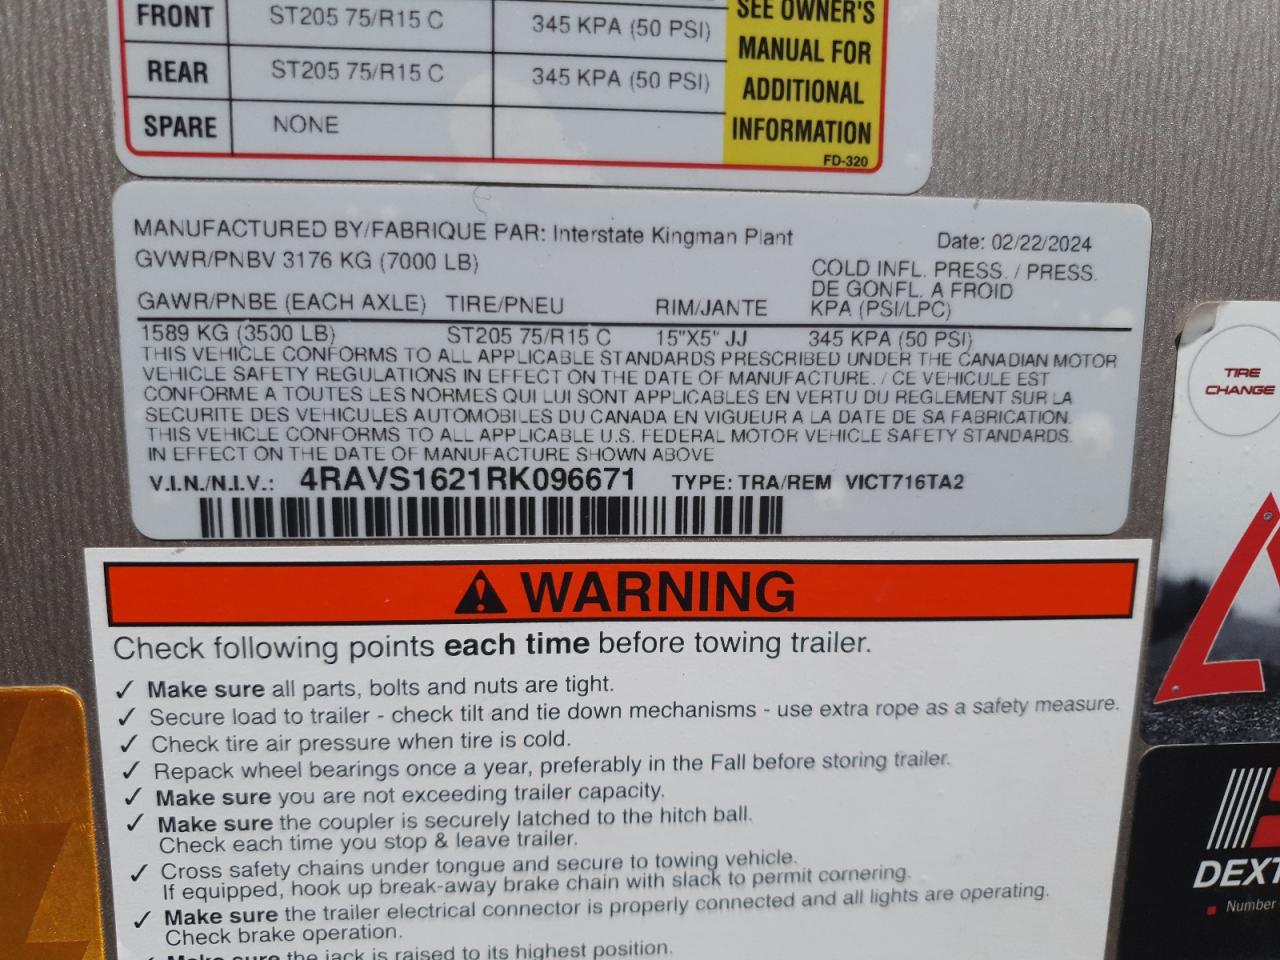 FRONT ST205 75/R15 C 345 KPA (50 PSI)
REAR ST205 75/R15 C 345 KPA (50 PSI)
SPARE NONE
SEE OWNER'S
MANUAL FOR
ADDITIONAL
INFORMATION
FD-320
MANUFACTURED BY/FABRIQUE PAR: Interstate Kingman Plant Date: 02/22/2024
GVWR/PNBV 3176 KG (7000 LB)
COLD INFL. PRESS. / PRESS.
DE GONFL. A FROID
GAWR/PNBE (EACH AXLE) TIRE/PNEU RIM/JANTE KPA (PSI/LPC)
1589 KG (3500 LB) ST205 75/R15 C 15"X5" JJ 345 KPA (50 PSI)
THIS VEHICLE CONFORMS TO ALL APPLICABLE STANDARDS PRESCRIBED UNDER THE CANADIAN MOTOR
VEHICLE SAFETY REGULATIONS IN EFFECT ON THE DATE OF MANUFACTURE. / CE VEHICULE EST
CONFORME A TOUTES LES NORMES QUI LUI SONT APPLICABLES EN VERTU DU REGLEMENT SUR LA
SECURITE DES VEHICULES AUTOMOBILES DU CANADA EN VIGUEUR A LA DATE DE SA FABRICATION.
THIS VEHICLE CONFORMS TO ALL APPLICABLE U.S. FEDERAL MOTOR VEHICLE SAFETY STANDARDS.
IN EFFECT ON THE DATE OF MANUFACTURE SHOWN ABOVE
V.I.N./N.I.V.: 4RAVS1621RK096671 TYPE: TRA/REM VICT716TA2
WARNING
Check following points each time before towing trailer.
✓ Make sure all parts, bolts and nuts are tight.
✓ Secure load to trailer - check tilt and tie down mechanisms - use extra rope as a safety measure.
✓ Check tire air pressure when tire is cold.
✓ Repack wheel bearings once a year, preferably in the Fall before storing trailer.
✓ Make sure you are not exceeding trailer capacity.
✓ Make sure the coupler is securely latched to the hitch ball.
Check each time you stop & leave trailer.
✓ Cross safety chains under tongue and secure to towing vehicle.
If equipped, hook up break-away brake chain with slack to permit cornering.
✓ Make sure the trailer electrical connector is properly connected and all lights are operating.
Check brake operation.
✓ Make sure the jack is raised to its highest position.
TIRE
CHANGE
DEXT
Number